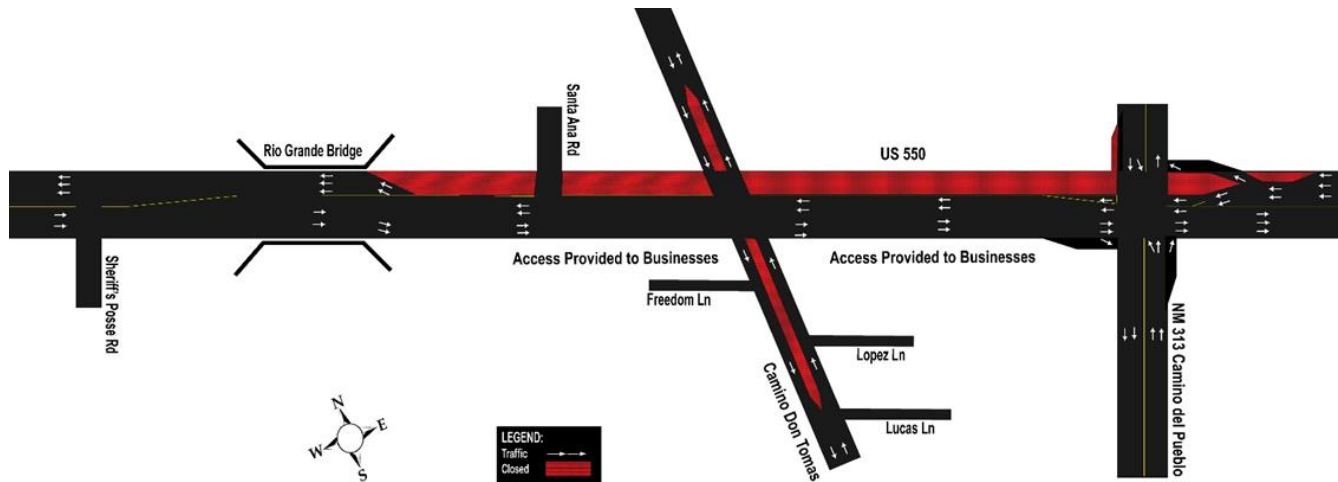 Rio Grande Bridge
Santa Ana Rd
US 550
Sheriff's Posse Rd
Access Provided to Businesses
Access Provided to Businesses
Freedom Ln
Lopez Ln
Lucas Ln
Camino Don Tomas
NM 313 Camino del Pueblo
N
W E
S
LEGEND:
Traffic
Closed